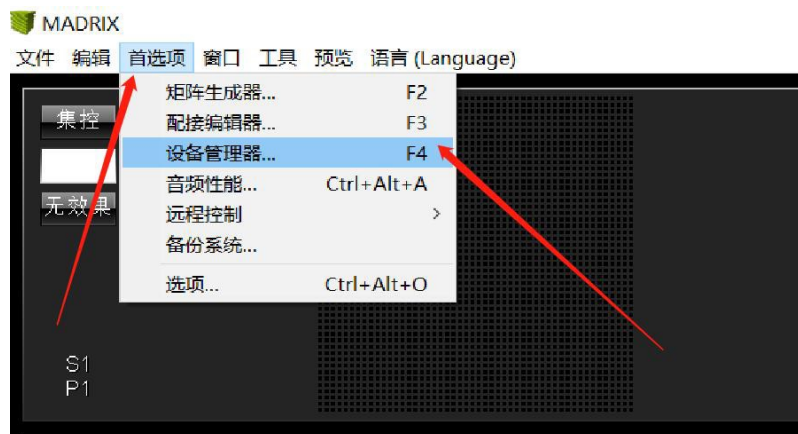 MADRIX
文件 编辑 首选项 窗口 工具 预览 语言 (Language)
矩阵生成器... F2
集控
配接编辑器... F3
设备管理器... F4
音频性能... Ctrl+Alt+A
无效果
远程控制 >
备份系统...
选项... Ctrl+Alt+O
S1
P1